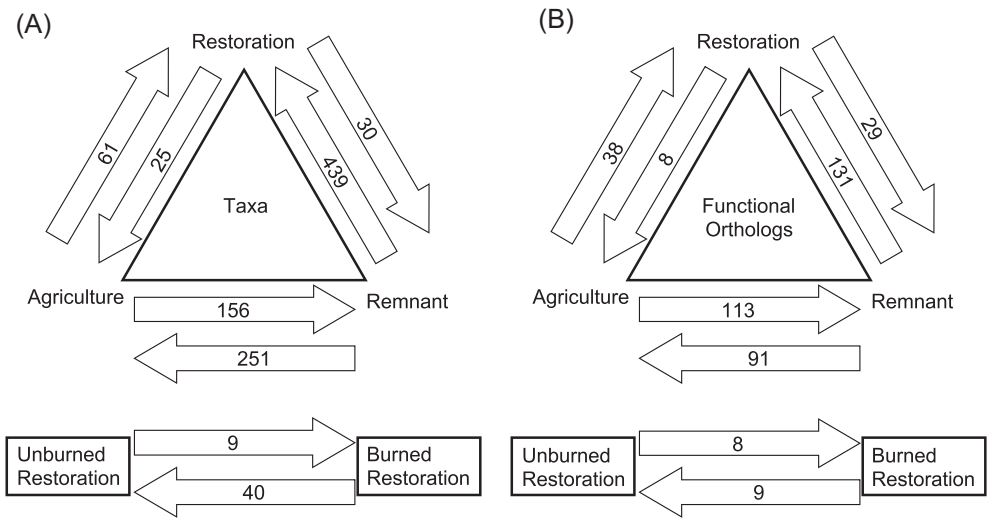 (A)
Restoration
61
25
439
30
Taxa
Agriculture
Remnant
156
251
Unburned
Restoration
9
40
Burned
Restoration
(B)
Restoration
38
8
131
29
Functional
Orthologs
Agriculture
Remnant
113
91
Unburned
Restoration
8
9
Burned
Restoration